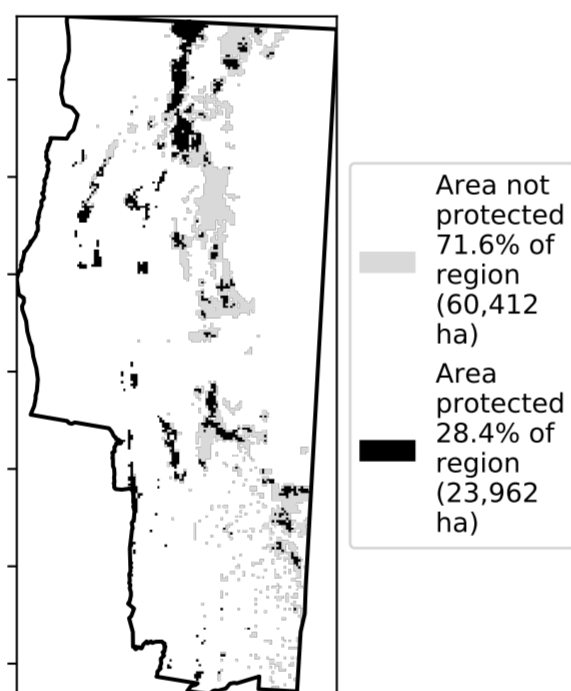 Area not
protected
71.6% of
region
(60,412
ha)
Area
protected
28.4% of
region
(23,962
ha)